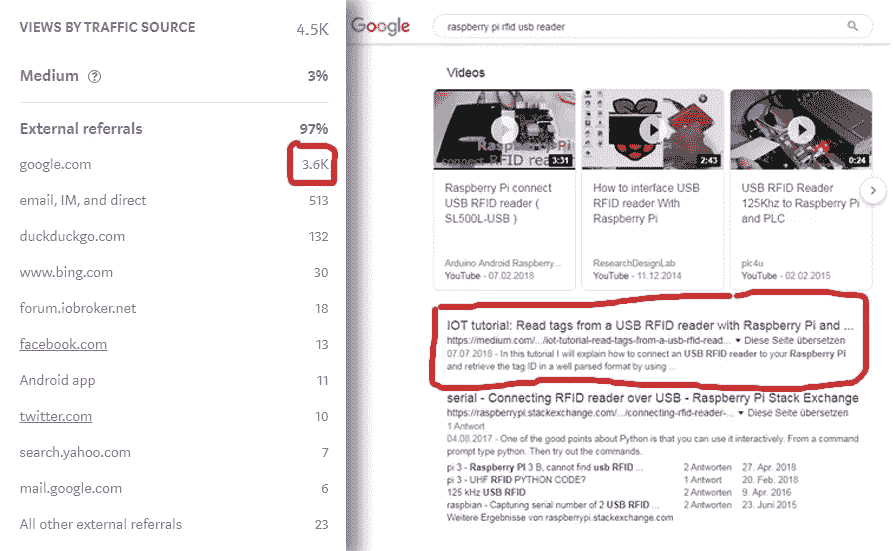 VIEWS BY TRAFFIC SOURCE 4.5K
Medium ? 3%
External referrals 97%
google.com 3.6K
email, IM, and direct 513
duckduckgo.com 132
www.bing.com 30
forum.iobroker.net 18
facebook.com 13
Android app 11
twitter.com 10
search.yahoo.com 7
mail.google.com 6
All other external referrals 23
Google
raspberry pi rfid usb reader
Videos
RaspberryPI
connect RFID read
3:31
2:43
0:24
Raspberry Pi connect
USB RFID reader (
SL500L-USB )
Arduino Android Raspberry...
YouTube - 07.02.2018
How to interface USB
RFID reader With
Raspberry Pi
ResearchDesignLab
YouTube - 11.12.2014
USB RFID Reader
125Khz to Raspberry Pi
and PLC
plc4u
YouTube - 02.02.2015
IOT tutorial: Read tags from a USB RFID reader with Raspberry Pi and ...
https://medium.com/.../iot-tutorial-read-tags-from-a-usb-rfid-read... ▾ Diese Seite übersetzen
07.07.2018 - In this tutorial I will explain how to connect an USB RFID reader to your Raspberry Pi
and retrieve the tag ID in a well parsed format by using ...
serial - Connecting RFID reader over USB - Raspberry Pi Stack Exchange
https://raspberrypi.stackexchange.com/.../connecting-rfid-reader-... ▾ Diese Seite übersetzen
1 Antwort
04.08.2017 - One of the good points about Python is that you can use it interactively. From a command
prompt type python. Then try out the commands.
pi 3 - Raspberry PI 3 B, cannot find usb RFID ... 2 Antworten 27. Apr. 2018
pi 3 - UHF RFID PYTHON CODE? 1 Antwort 20. Febr. 2018
125 kHz USB RFID 2 Antworten 9. Apr. 2016
raspbian - Capturing serial number of 2 USB RFID ... 2 Antworten 23. Juni 2015
Weitere Ergebnisse von raspberrypi.stackexchange.com